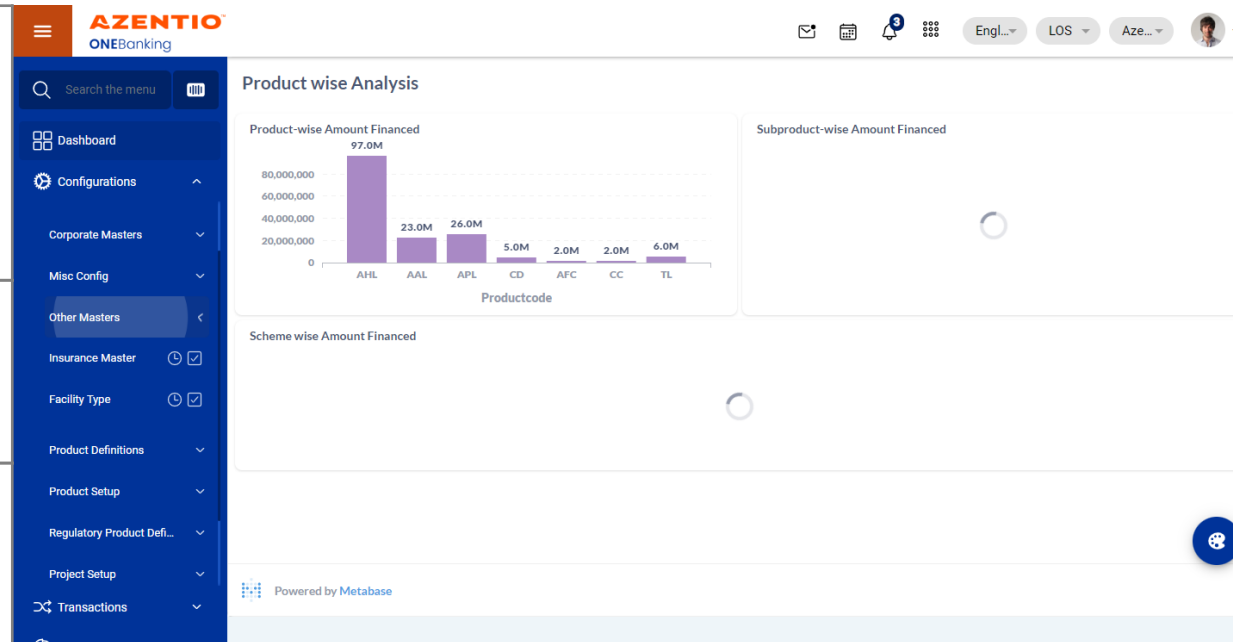 AZENTIO
ONEBanking
3
Engl...
LOS
Aze...
Search the menu
Dashboard
Configurations
Corporate Masters
Misc Config
Other Masters
Insurance Master
Facility Type
Product Definitions
Product Setup
Regulatory Product Defi...
Project Setup
Transactions
Product wise Analysis
Product-wise Amount Financed
97.0M
80,000,000
60,000,000
40,000,000
20,000,000
0
23.0M
26.0M
5.0M
2.0M
2.0M
6.0M
AHL AAL APL CD AFC CC TL
Productcode
Subproduct-wise Amount Financed
Scheme wise Amount Financed
Powered by Metabase